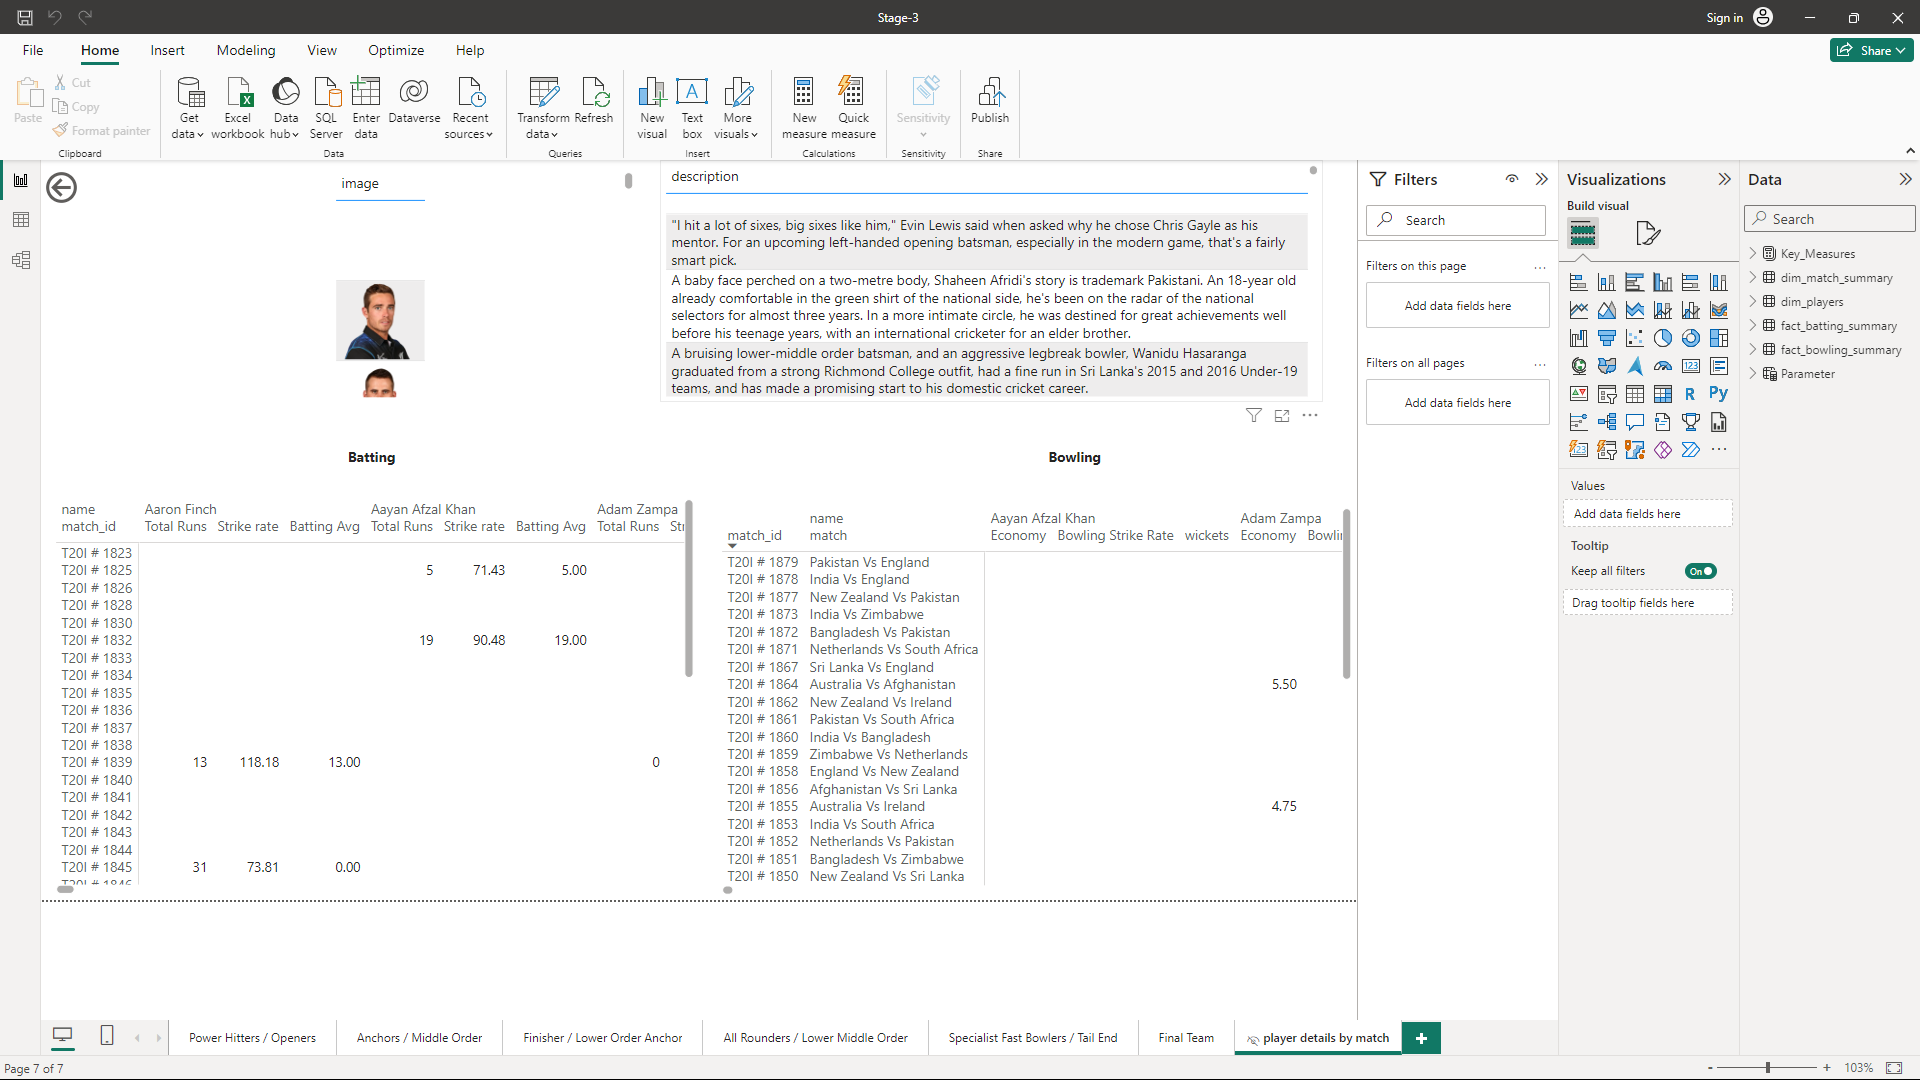 Stage-3
Sign in
File
Home
Insert
Modeling
View
Optimize
Help
Share
Paste
Cut
Copy
Format painter
Clipboard
Get data
Excel workbook
Data hub
SQL Server
Enter data
Dataverse
Recent sources
Data
Transform data
Refresh
Queries
New visual
Text box
More visuals
Insert
New measure
Quick measure
Calculations
Sensitivity
Sensitivity
Publish
Share
image
description
"I hit a lot of sixes, big sixes like him," Evin Lewis said when asked why he chose Chris Gayle as his
mentor. For an upcoming left-handed opening batsman, especially in the modern game, that's a fairly
smart pick.
A baby face perched on a two-metre body, Shaheen Afridi's story is trademark Pakistani. An 18-year old
already comfortable in the green shirt of the national side, he's been on the radar of the national
selectors for almost three years. In a more intimate circle, he was destined for great achievements well
before his teenage years, with an international cricketer for an elder brother.
A bruising lower-middle order batsman, and an aggressive legbreak bowler, Wanidu Hasaranga
graduated from a strong Richmond College outfit, had a fine run in Sri Lanka's 2015 and 2016 Under-19
teams, and has made a promising start to his domestic cricket career.
Batting
name Aaron Finch Aayan Afzal Khan Adam Zampa
match_id Total Runs Strike rate Batting Avg Total Runs Strike rate Batting Avg Total Runs
T20I # 1823
T20I # 1825 5 71.43 5.00
T20I # 1826
T20I # 1828
T20I # 1830
T20I # 1832 19 90.48 19.00
T20I # 1833
T20I # 1834
T20I # 1835
T20I # 1836
T20I # 1837
T20I # 1838
T20I # 1839 13 118.18 13.00 0
T20I # 1840
T20I # 1841
T20I # 1842
T20I # 1843
T20I # 1844
T20I # 1845 31 73.81 0.00
T20I # 1846
Bowling
name Aayan Afzal Khan Adam Zampa
match_id match Economy Bowling Strike Rate wickets Economy
T20I # 1879 Pakistan Vs England
T20I # 1878 India Vs England
T20I # 1877 New Zealand Vs Pakistan
T20I # 1873 India Vs Zimbabwe
T20I # 1872 Bangladesh Vs Pakistan
T20I # 1871 Netherlands Vs South Africa
T20I # 1867 Sri Lanka Vs England
T20I # 1864 Australia Vs Afghanistan 5.50
T20I # 1862 New Zealand Vs Ireland
T20I # 1861 Pakistan Vs South Africa
T20I # 1860 India Vs Bangladesh
T20I # 1859 Zimbabwe Vs Netherlands
T20I # 1858 England Vs New Zealand
T20I # 1856 Afghanistan Vs Sri Lanka
T20I # 1855 Australia Vs Ireland 4.75
T20I # 1853 India Vs South Africa
T20I # 1852 Netherlands Vs Pakistan
T20I # 1851 Bangladesh Vs Zimbabwe
T20I # 1850 New Zealand Vs Sri Lanka
Filters
Search
Filters on this page
...
Add data fields here
Filters on all pages
...
Add data fields here
Visualizations
Build visual
123
R
Py
123
...
Values
Add data fields here
Tooltip
Keep all filters
On
Drag tooltip fields here
Data
Search
Key_Measures
dim_match_summary
dim_players
fact_batting_summary
fact_bowling_summary
Parameter
Power Hitters / Openers
Anchors / Middle Order
Finisher / Lower Order Anchor
All Rounders / Lower Middle Order
Specialist Fast Bowlers / Tail End
Final Team
player details by match
+
Page 7 of 7
- + 103%